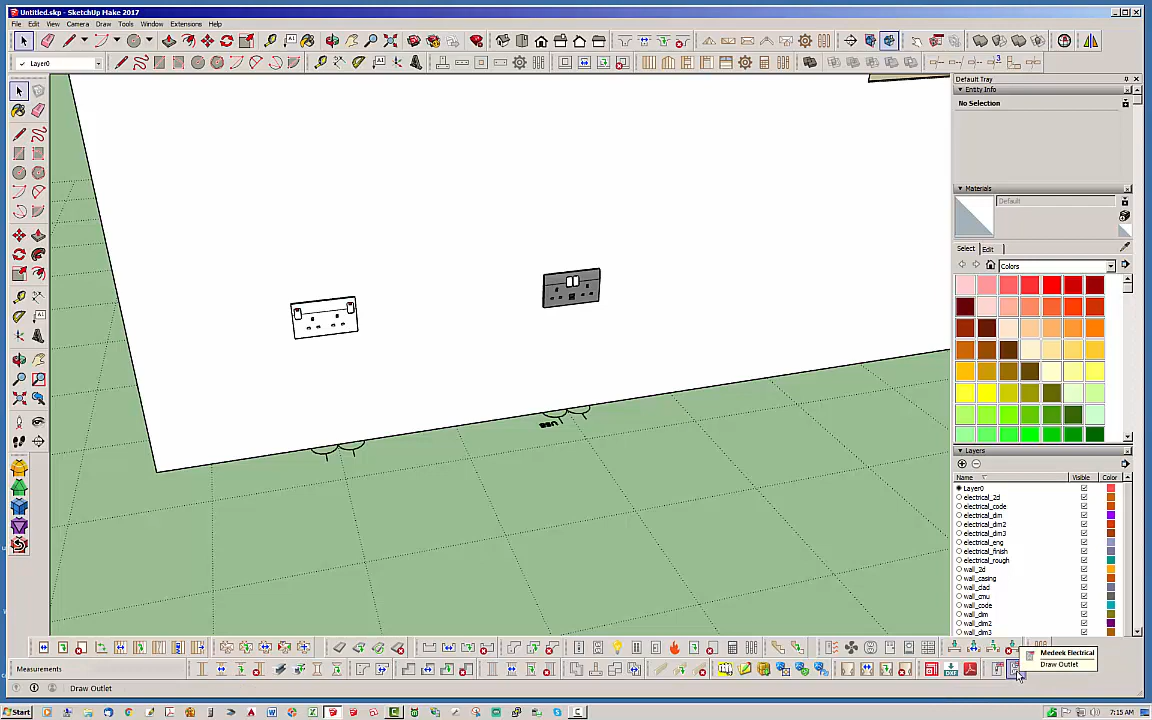 Untitled.skp - SketchUp Make 2017
File Edit View Camera Draw Tools Window Extensions Help
Layer0
Default Tray
Entity Info
No Selection
Materials
Default
Select Edit
Colors
USB
Layers
Name Visible Color
Layer0
electrical_2d
electrical_code
electrical_dim
electrical_dim2
electrical_dim3
electrical_eng
electrical_finish
electrical_rough
wall_2d
wall_casing
wall_clad
wall_cmu
wall_code
wall_dim
wall_dim2
wall_dim3
Medeek Electrical
Draw Outlet
Measurements
Draw Outlet
Start
7:15 AM